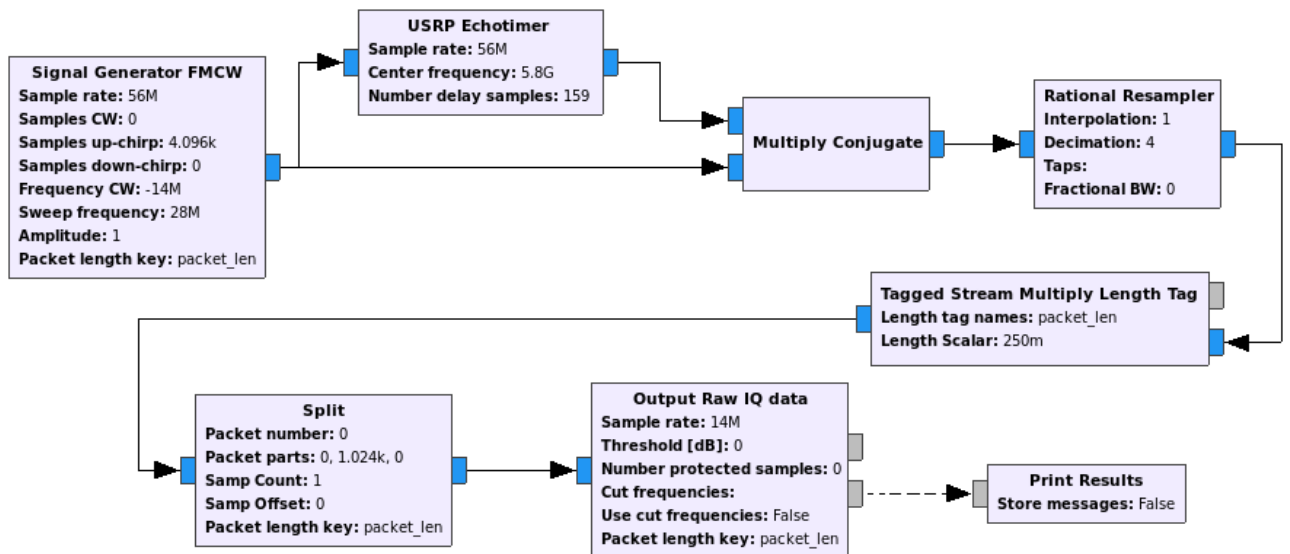 Signal Generator FMCW
Sample rate: 56M
Samples CW: 0
Samples up-chirp: 4.096k
Samples down-chirp: 0
Frequency CW: -14M
Sweep frequency: 28M
Amplitude: 1
Packet length key: packet_len
USRP Echotimer
Sample rate: 56M
Center frequency: 5.8G
Number delay samples: 159
Multiply Conjugate
Rational Resampler
Interpolation: 1
Decimation: 4
Taps:
Fractional BW: 0
Tagged Stream Multiply Length Tag
Length tag names: packet_len
Length Scalar: 250m
Split
Packet number: 0
Packet parts: 0, 1.024k, 0
Samp Count: 1
Samp Offset: 0
Packet length key: packet_len
Output Raw IQ data
Sample rate: 14M
Threshold [dB]: 0
Number protected samples: 0
Cut frequencies:
Use cut frequencies: False
Packet length key: packet_len
Print Results
Store messages: False